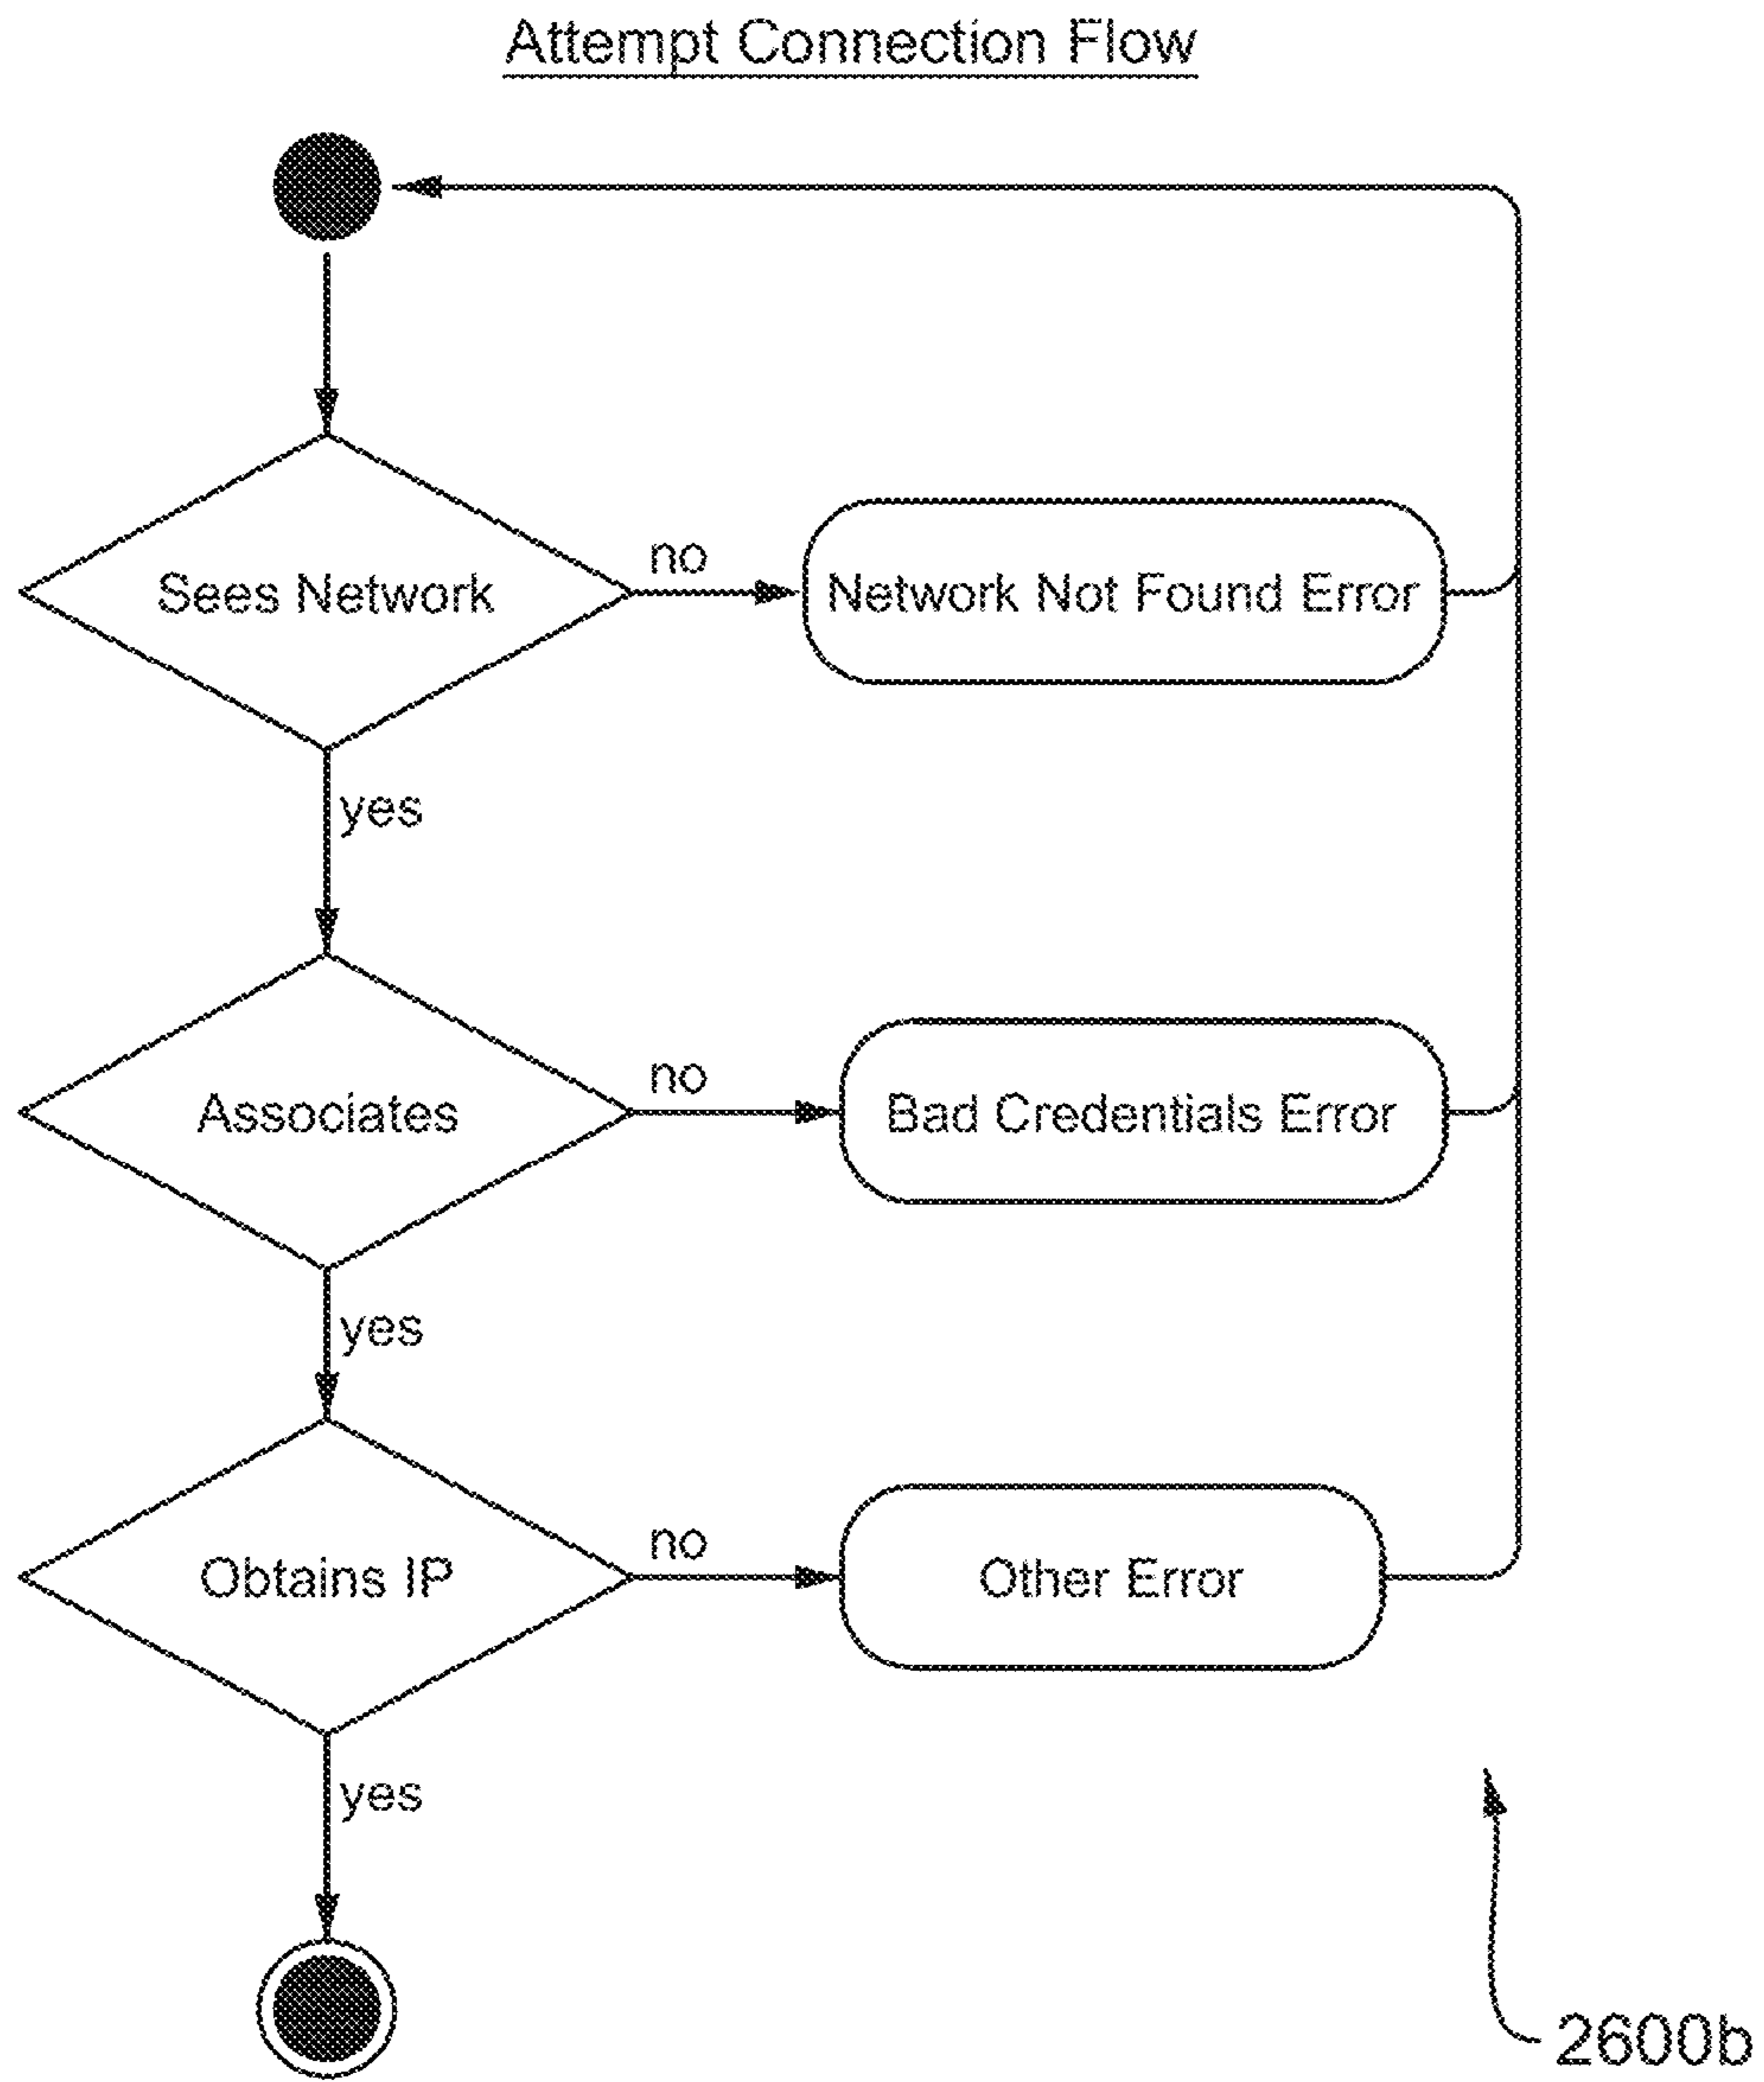 Attempt Connection Flow
Sees Network
no
Network Not Found Error
yes
Associates
no
Bad Credentials Error
yes
Obtains IP
no
Other Error
yes
2600b